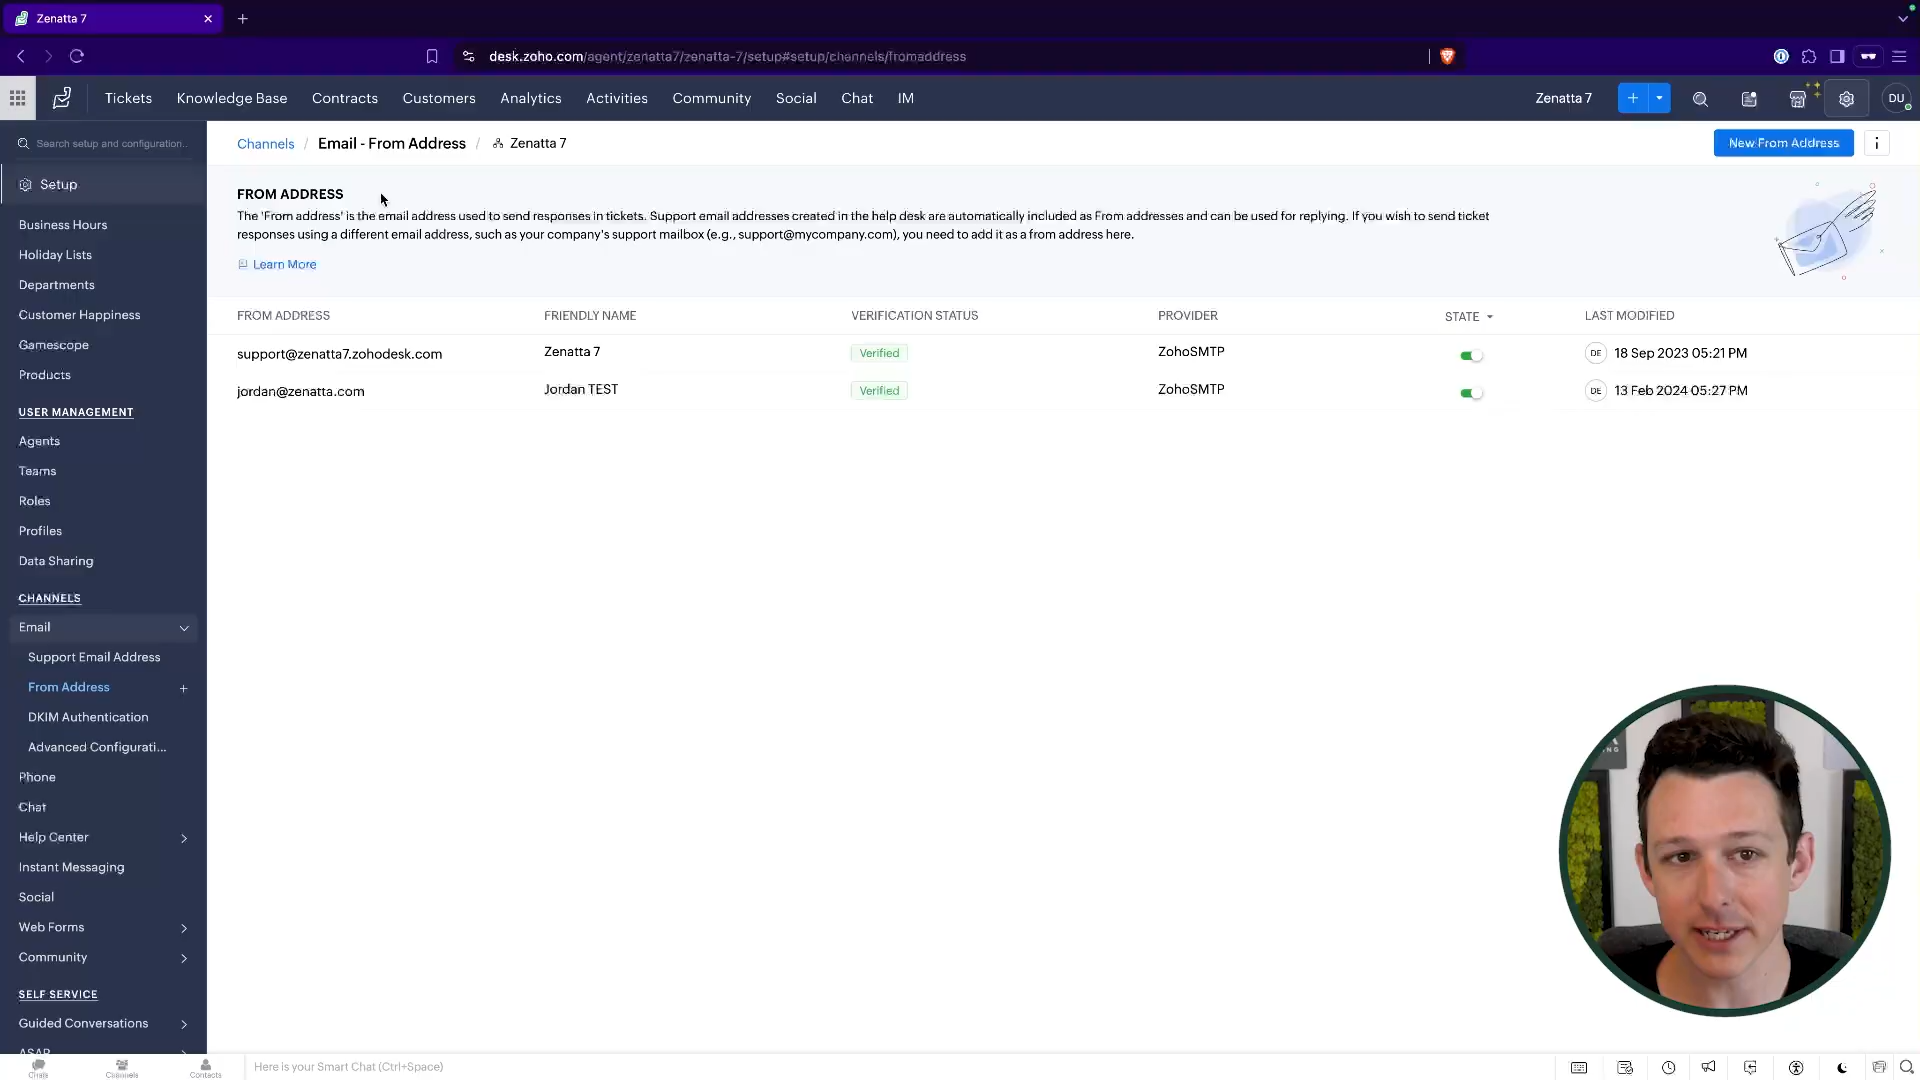 Zenatta 7
desk.zoho.com/agent/zenatta7/zenatta-7/setup#setup/channels/fromaddress
Tickets Knowledge Base Contracts Customers Analytics Activities Community Social Chat IM Zenatta 7 DU
Search setup and configuration..
Channels / Email - From Address / Zenatta 7 New From Address
Setup
FROM ADDRESS
The 'From address' is the email address used to send responses in tickets. Support email addresses created in the help desk are automatically included as From addresses and can be used for replying. If you wish to send ticket
responses using a different email address, such as your company's support mailbox (e.g., support@mycompany.com), you need to add it as a from address here.
Learn More
FROM ADDRESS FRIENDLY NAME VERIFICATION STATUS PROVIDER STATE LAST MODIFIED
support@zenatta7.zohodesk.com Zenatta 7 Verified ZohoSMTP DE 18 Sep 2023 05:21 PM
jordan@zenatta.com Jordan TEST Verified ZohoSMTP DE 13 Feb 2024 05:27 PM
Business Hours
Holiday Lists
Departments
Customer Happiness
Gamescope
Products
USER MANAGEMENT
Agents
Teams
Roles
Profiles
Data Sharing
CHANNELS
Email
Support Email Address
From Address
DKIM Authentication
Advanced Configurati...
Phone
Chat
Help Center
Instant Messaging
Social
Web Forms
Community
SELF SERVICE
Guided Conversations
ASAP
Chats Channels Contacts
Here is your Smart Chat (Ctrl+Space)